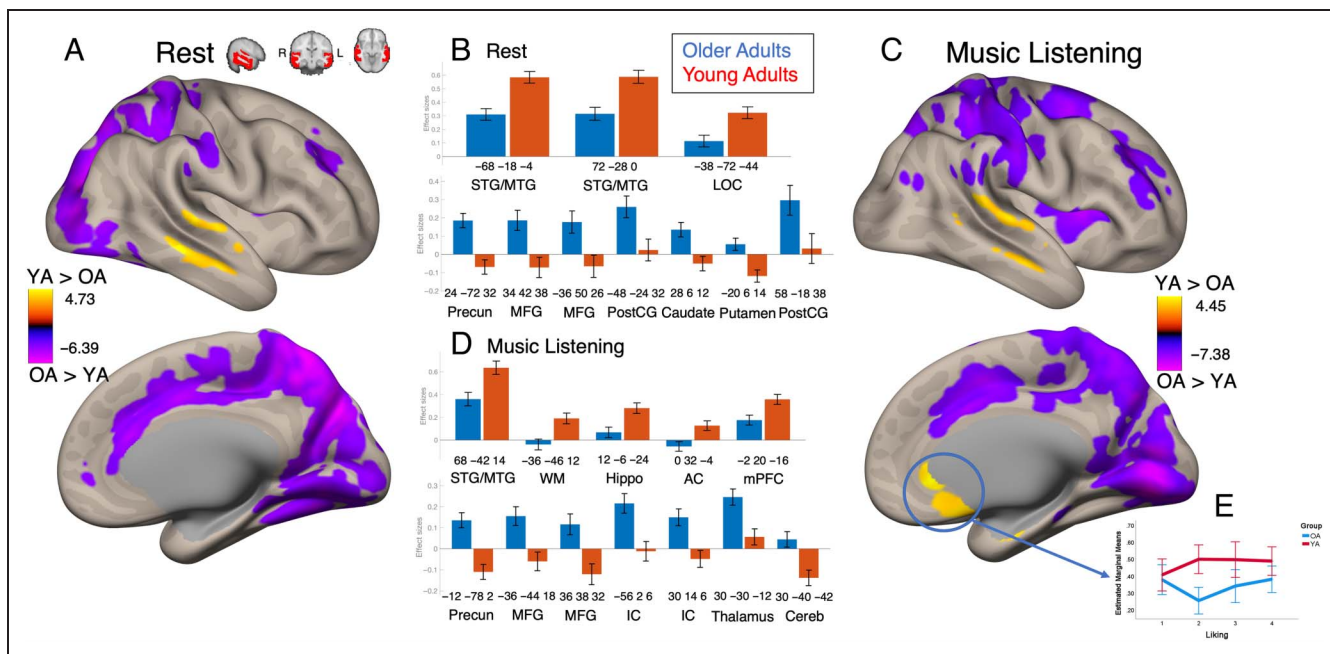 A
Rest
R
L
YA > OA
4.73
−6.39
OA > YA
B
Rest
Older Adults
Young Adults
Effect sizes
0.6
0.5
0.4
0.3
0.2
0.1
0
−68 −18 −4
72 −28 0
−38 −72 −44
STG/MTG
STG/MTG
LOC
Effect sizes
0.4
0.3
0.2
0.1
0
−0.1
−0.2
24 −72 32
34 42 38
−36 50 26
−48 −24 32
28 6 12
−20 6 14
58 −18 38
Precun
MFG
MFG
PostCG
Caudate
Putamen
PostCG
D
Music Listening
Effect sizes
0.6
0.4
0.2
0
68 −42 14
−36 −46 12
12 −6 −24
0 32 −4
−2 20 −16
STG/MTG
WM
Hippo
AC
mPFC
Effect sizes
0.3
0.2
0.1
0
−0.1
−0.2
−12 −78 2
−36 −44 18
36 38 32
−56 2 6
30 14 6
30 −30 −12
30 −40 −42
Precun
MFG
MFG
IC
IC
Thalamus
Cereb
C
Music Listening
YA > OA
4.45
−7.38
OA > YA
E
Group
OA
YA
Estimated Marginal Means
.70
.60
.50
.40
.30
.20
1
2
3
4
Liking